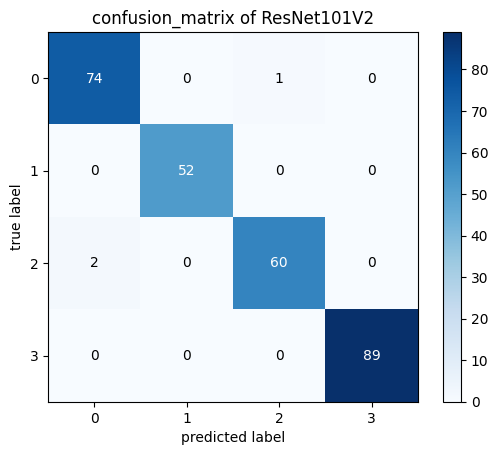 confusion_matrix of ResNet101V2
0 74 0 1 0
1 0 52 0 0
2 2 0 60 0
3 0 0 0 89
0 1 2 3
predicted label
true label
80
70
60
50
40
30
20
10
0